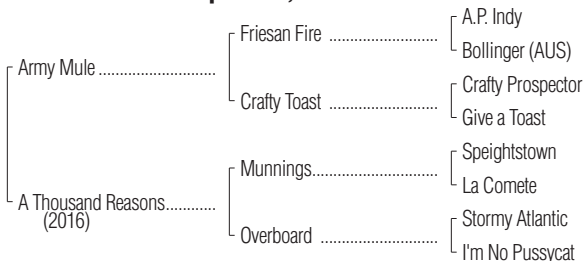 A.P. Indy
Friesan Fire ........................
Bollinger (AUS)
Army Mule ..........................
Crafty Prospector
Crafty Toast ........................
Give a Toast
Speightstown
Munnings...........................
La Comete
A Thousand Reasons...........
(2016)
Stormy Atlantic
Overboard ..........................
I'm No Pussycat